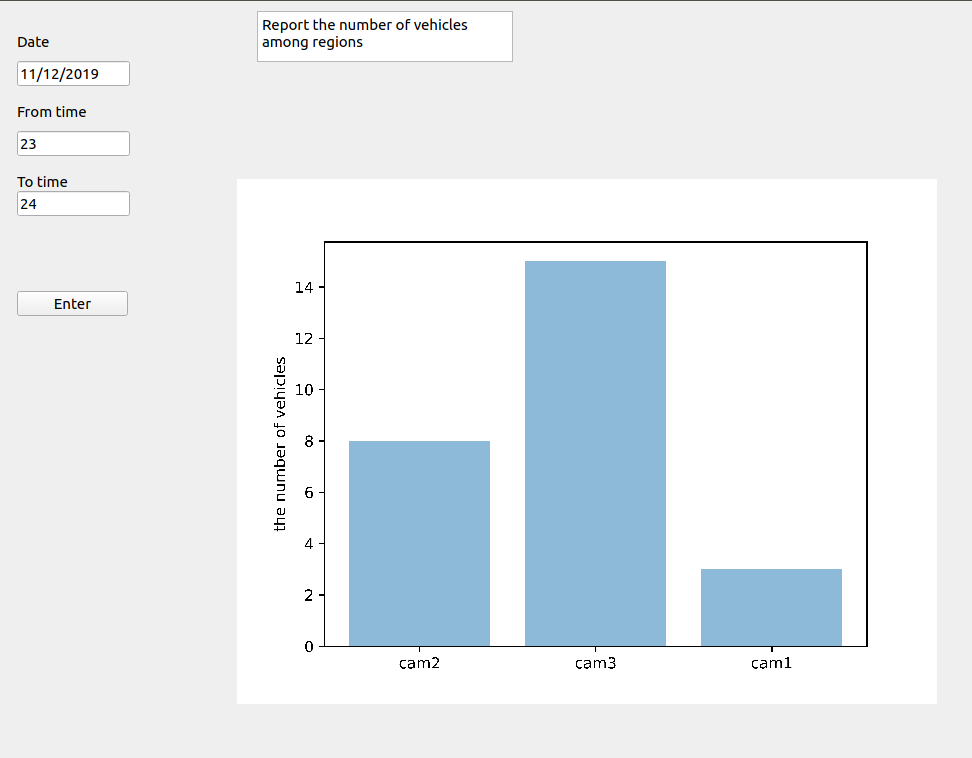 Date
11/12/2019
From time
23
To time
24
Enter
Report the number of vehicles
among regions
the number of vehicles
14
12
10
8
6
4
2
0
cam2 cam3 cam1